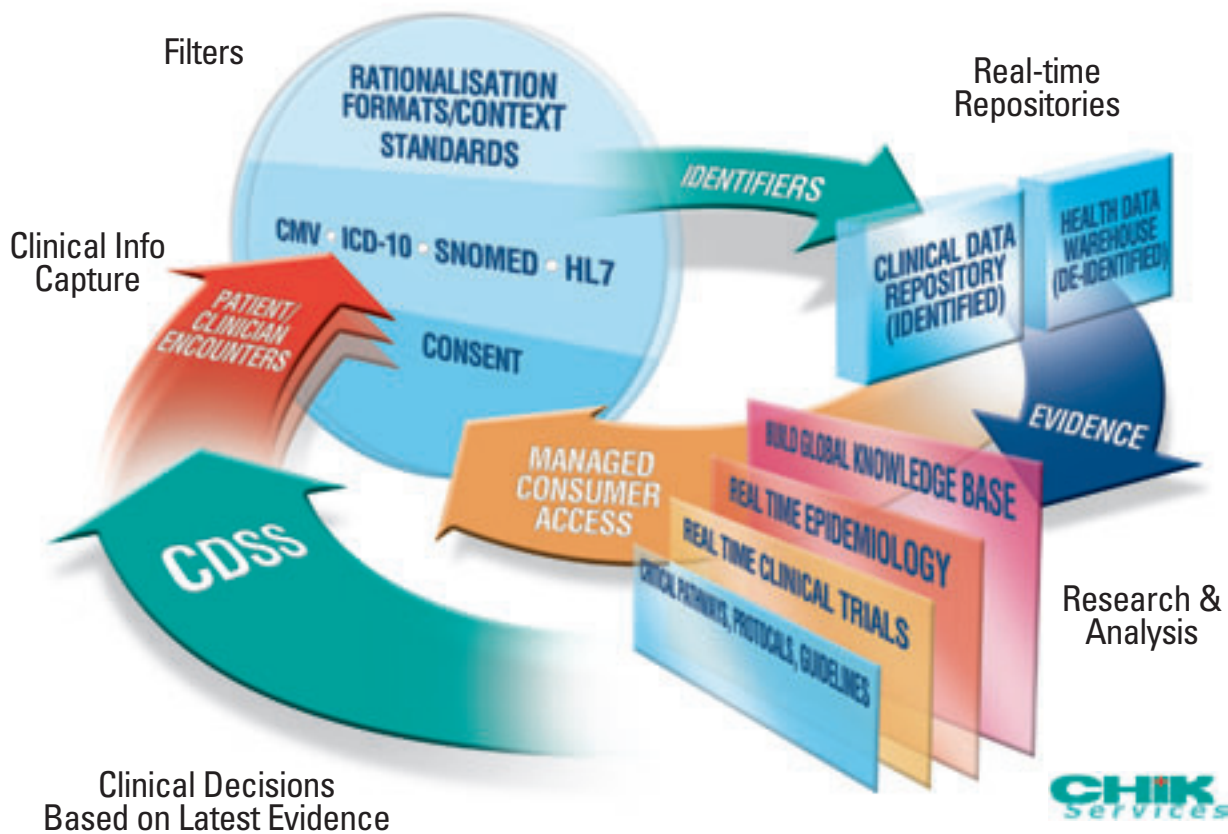 Filters
RATIONALISATION
FORMATS/CONTEXT
STANDARDS
CMV ICD-10 SNOMED HL7
CONSENT
IDENTIFIERS
Real-time
Repositories
CLINICAL DATA
REPOSITORY
(IDENTIFIED)
HEALTH DATA
WAREHOUSE
(DE-IDENTIFIED)
Clinical Info
Capture
PATIENT/
CLINICIAN
ENCOUNTERS
EVIDENCE
MANAGED
CONSUMER
ACCESS
BUILD GLOBAL KNOWLEDGE BASE
REAL TIME EPIDEMIOLOGY
REAL TIME CLINICAL TRIALS
CRITICAL PATHWAYS, PROTOCALS, GUIDELINES
Research &
Analysis
CDSS
Clinical Decisions
Based on Latest Evidence
CHiK
Services